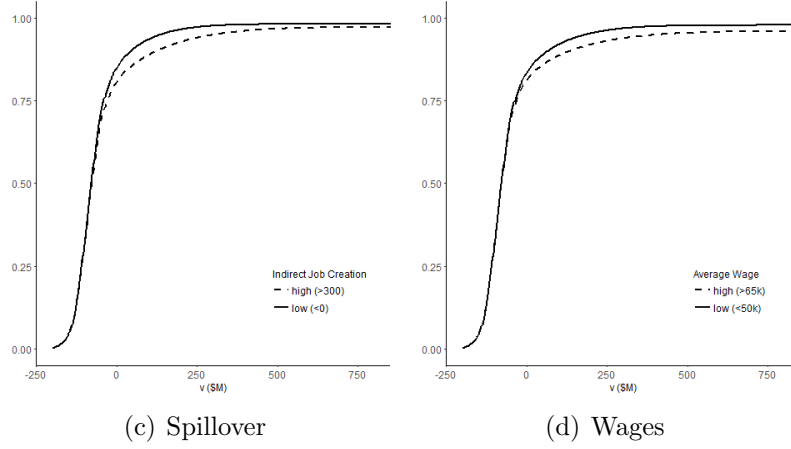 1.00
0.75
0.50
0.25
0.00
-250
0
250
500
750
v ($M)
Indirect Job Creation
high (>300)
low (<0)
(c) Spillover
1.00
0.75
0.50
0.25
0.00
-250
0
250
500
750
v ($M)
Average Wage
high (>65k)
low (<50k)
(d) Wages